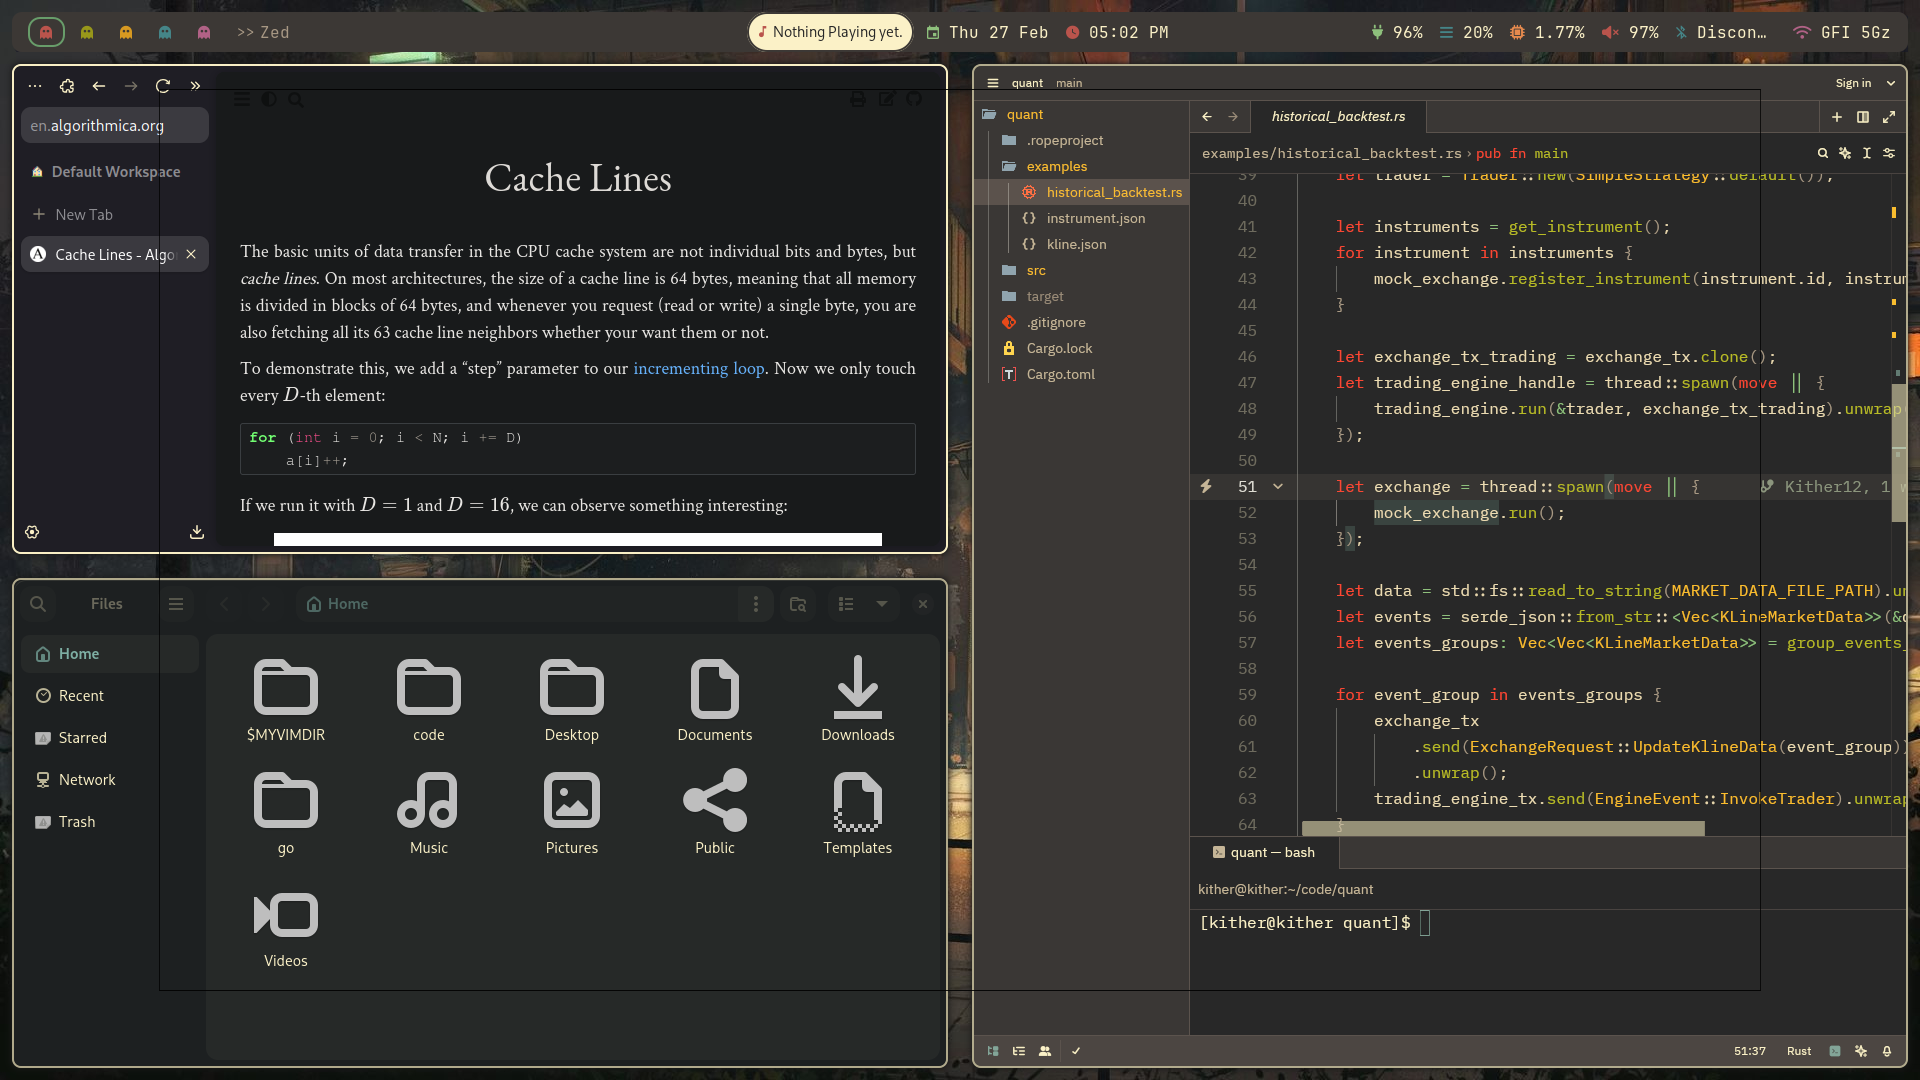 >> Zed
Nothing Playing yet.
Thu 27 Feb
05:02 PM
96%
20%
1.77%
97%
Discon…
GFI 5Gz
en.algorithmica.org
Default Workspace
New Tab
Cache Lines - Algo
Cache Lines
The basic units of data transfer in the CPU cache system are not individual bits and bytes, but
cache lines. On most architectures, the size of a cache line is 64 bytes, meaning that all memory
is divided in blocks of 64 bytes, and whenever you request (read or write) a single byte, you are
also fetching all its 63 cache line neighbors whether your want them or not.
To demonstrate this, we add a “step” parameter to our incrementing loop. Now we only touch
every D-th element:
for (int i = 0; i < N; i += D)
a[i]++;
If we run it with D = 1 and D = 16, we can observe something interesting:
Files
Home
Home
Recent
Starred
Network
Trash
$MYVIMDIR
code
Desktop
Documents
Downloads
go
Music
Pictures
Public
Templates
Videos
quant main
Sign in
quant
.ropeproject
examples
historical_backtest.rs
instrument.json
kline.json
src
target
.gitignore
Cargo.lock
Cargo.toml
historical_backtest.rs
examples/historical_backtest.rs › pub fn main
39 let trader = Trader::new(SimpleStrategy::default());
40
41 let instruments = get_instrument();
42 for instrument in instruments {
43 mock_exchange.register_instrument(instrument.id, instrum
44 }
45
46 let exchange_tx_trading = exchange_tx.clone();
47 let trading_engine_handle = thread::spawn(move || {
48 trading_engine.run(&trader, exchange_tx_trading).unwrap(
49 });
50
51 let exchange = thread::spawn(move || { Kither12, 1 w
52 mock_exchange.run();
53 });
54
55 let data = std::fs::read_to_string(MARKET_DATA_FILE_PATH).un
56 let events = serde_json::from_str::<Vec<KLineMarketData>>(&d
57 let events_groups: Vec<Vec<KLineMarketData>> = group_events_
58
59 for event_group in events_groups {
60 exchange_tx
61 .send(ExchangeRequest::UpdateKlineData(event_group))
62 .unwrap();
63 trading_engine_tx.send(EngineEvent::InvokeTrader).unwrap
64 }
quant — bash
kither@kither:~/code/quant
[kither@kither quant]$
51:37
Rust